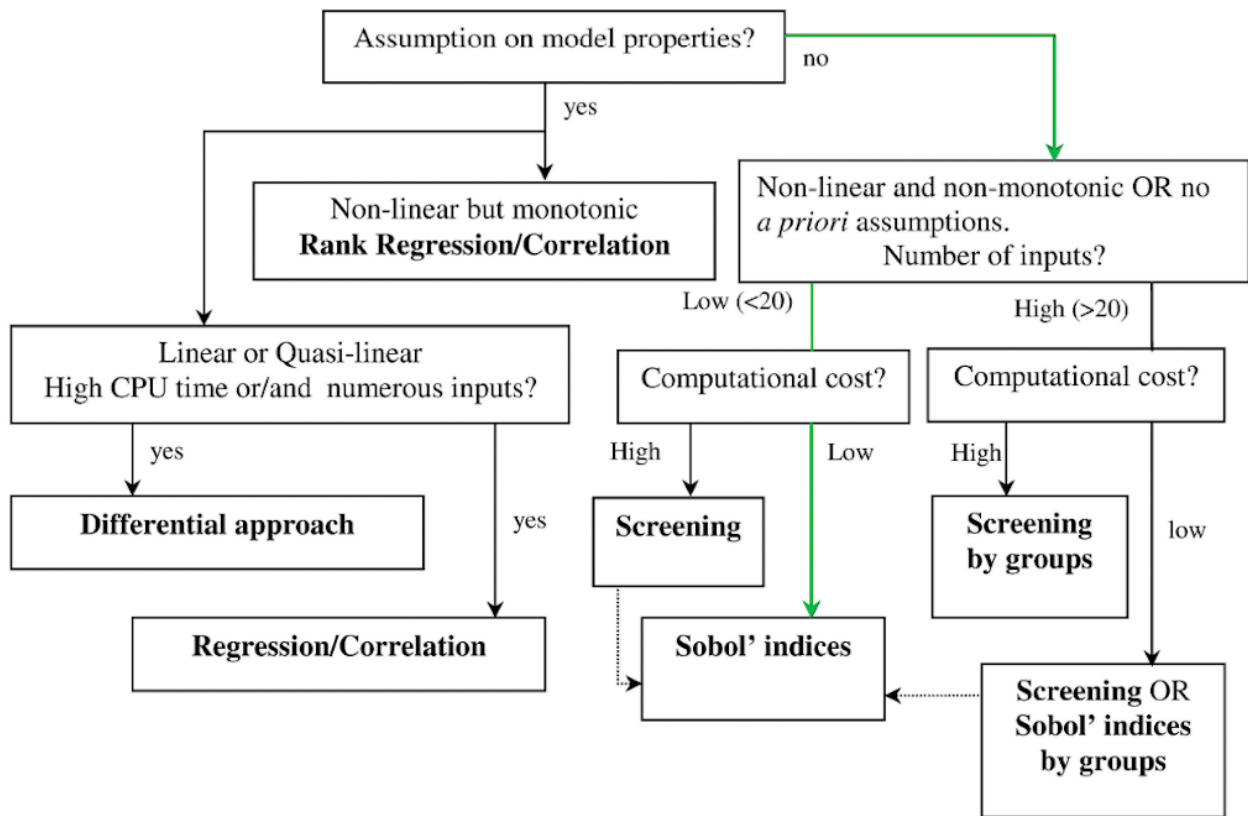 Assumption on model properties?
no
yes
Non-linear but monotonic
Rank Regression/Correlation
Non-linear and non-monotonic OR no
a priori assumptions.
Number of inputs?
Low (<20)
High (>20)
Linear or Quasi-linear
High CPU time or/and numerous inputs?
Computational cost?
Computational cost?
yes
yes
High
Low
High
low
Differential approach
Regression/Correlation
Screening
Sobol’ indices
Screening
by groups
Screening OR
Sobol’ indices
by groups